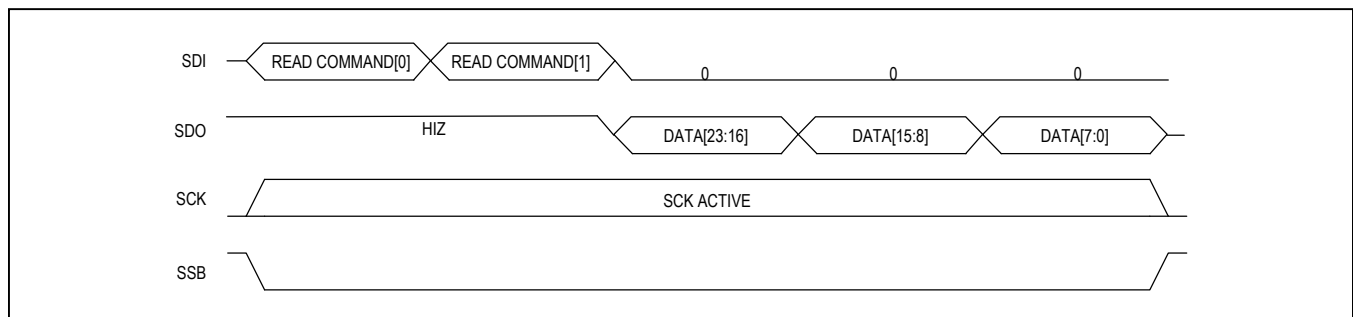 SDI READ COMMAND[0] READ COMMAND[1] 0 0 0
SDO HIZ DATA[23:16] DATA[15:8] DATA[7:0]
SCK SCK ACTIVE
SSB